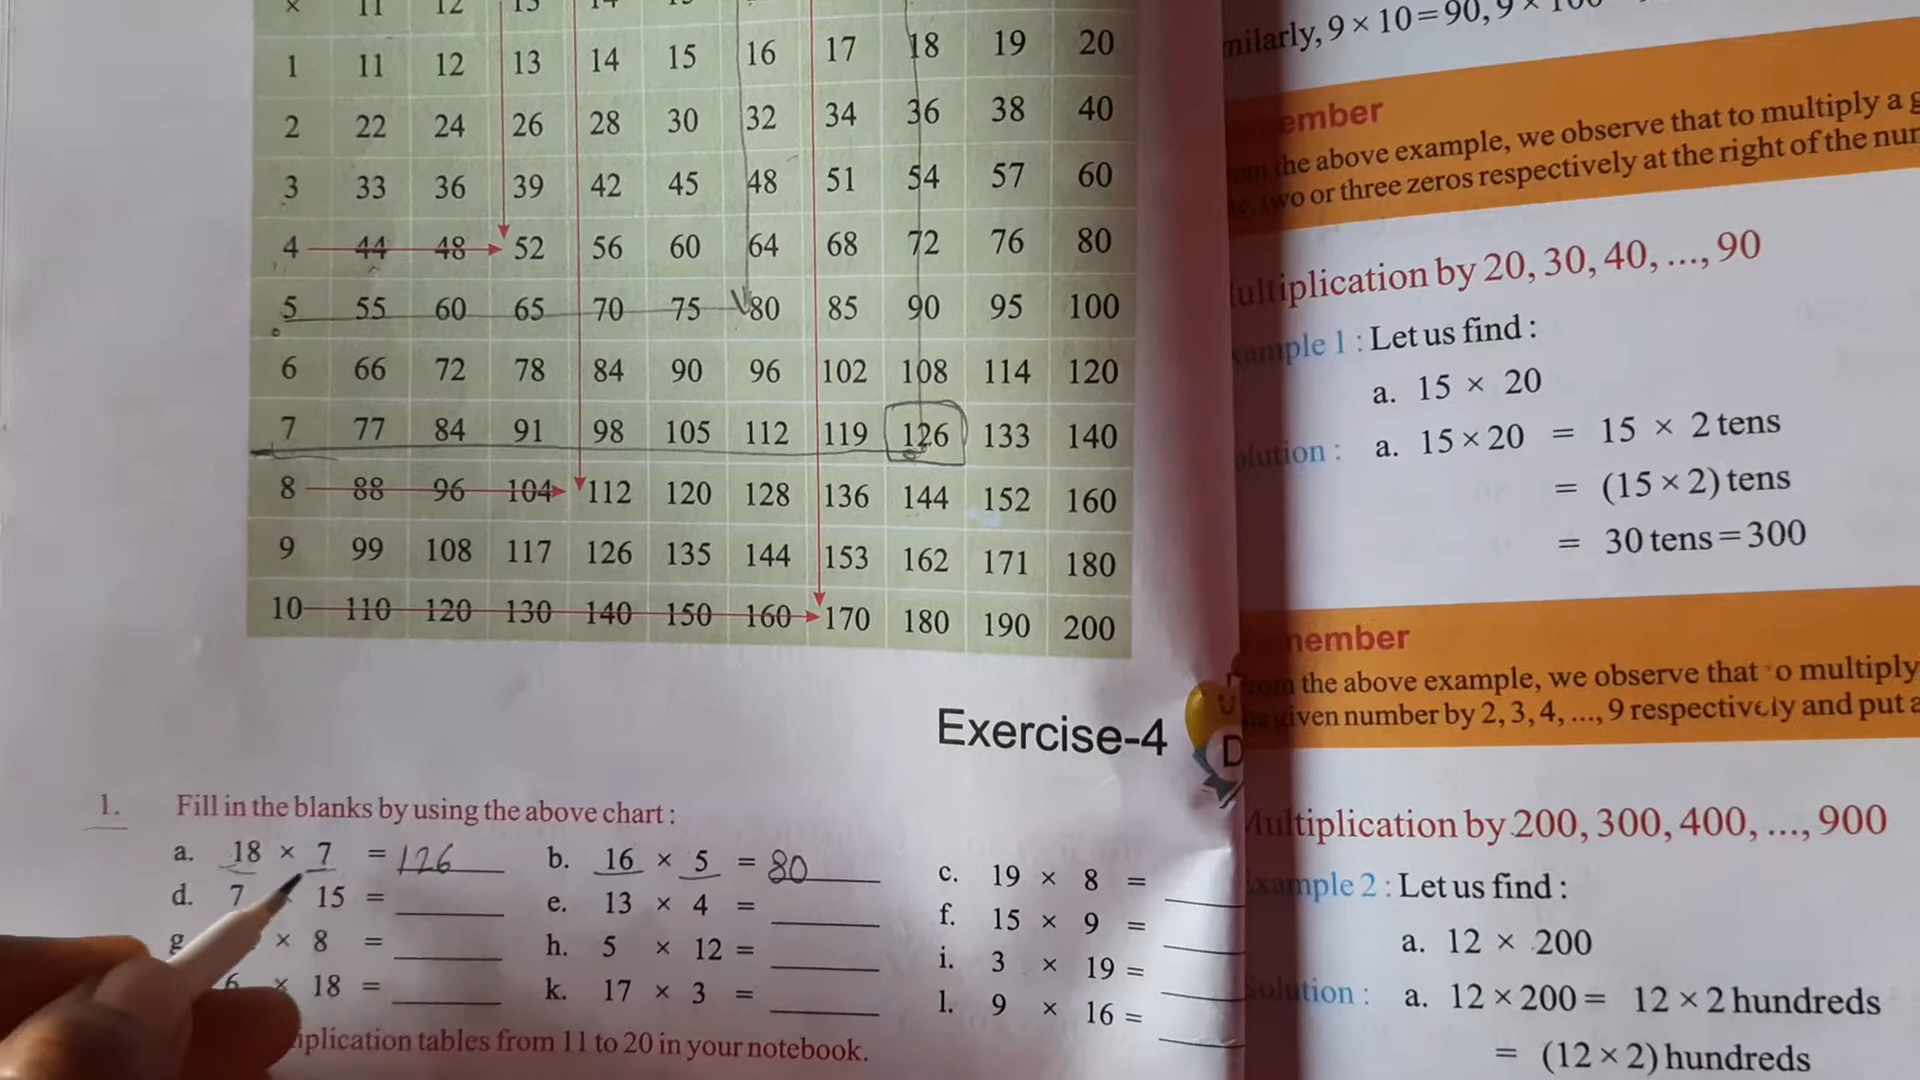 × 11 12 13 14 15
1 11 12 13 14 15 16 17 18 19 20
2 22 24 26 28 30 32 34 36 38 40
3 33 36 39 42 45 48 51 54 57 60
4 44 48 52 56 60 64 68 72 76 80
5 55 60 65 70 75 80 85 90 95 100
6 66 72 78 84 90 96 102 108 114 120
7 77 84 91 98 105 112 119 126 133 140
8 88 96 104 112 120 128 136 144 152 160
9 99 108 117 126 135 144 153 162 171 180
10 110 120 130 140 150 160 170 180 190 200
Exercise-4
1. Fill in the blanks by using the above chart :
a. 18 × 7 = 126 b. 16 × 5 = 80 c. 19 × 8 =
d. 7 15 = e. 13 × 4 = f. 15 × 9 =
g × 8 = h. 5 × 12 = i. 3 × 19 =
6 × 18 = k. 17 × 3 = l. 9 × 16 =
iplication tables from 11 to 20 in your notebook.
milarly, 9 × 10 = 90, 9 ×
ember
the above example, we observe that to multiply a g
two or three zeros respectively at the right of the nur
ultiplication by 20, 30, 40, ..., 90
xample 1 : Let us find :
a. 15 × 20
olution : a. 15 × 20 = 15 × 2 tens
= (15 × 2) tens
= 30 tens = 300
nember
the above example, we observe that o multiply
given number by 2, 3, 4, ..., 9 respectively and put a
ultiplication by 200, 300, 400, ..., 900
xample 2 : Let us find :
a. 12 × 200
Solution : a. 12 × 200 = 12 × 2 hundreds
= (12 × 2) hundreds